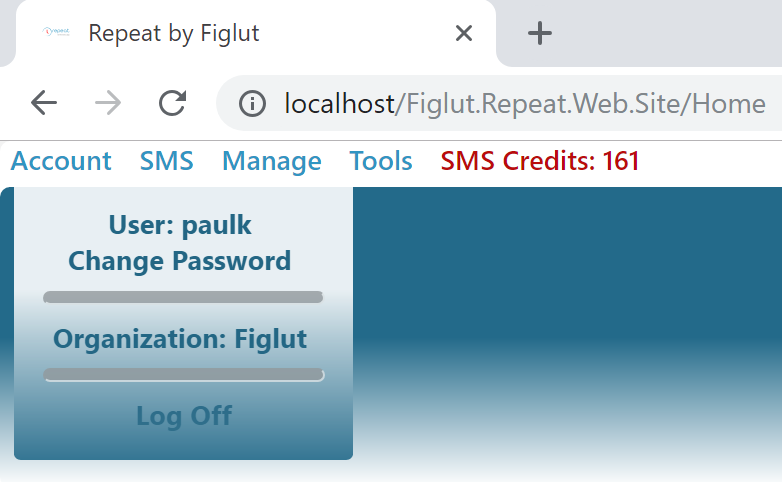 Repeat by Figlut
localhost/Figlut.Repeat.Web.Site/Home
Account SMS Manage Tools SMS Credits: 161
User: paulk
Change Password
Organization: Figlut
Log Off